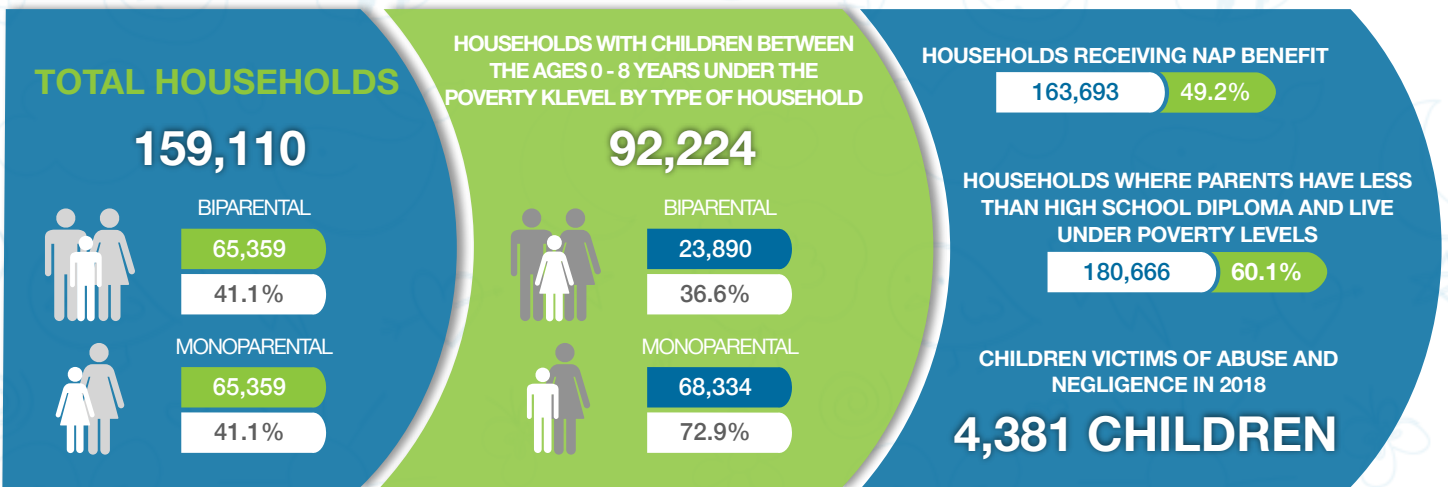 TOTAL HOUSEHOLDS
159,110
BIPARENTAL
65,359
41.1%
MONOPARENTAL
65,359
41.1%
HOUSEHOLDS WITH CHILDREN BETWEEN
THE AGES 0 - 8 YEARS UNDER THE
POVERTY KLEVEL BY TYPE OF HOUSEHOLD
92,224
BIPARENTAL
23,890
36.6%
MONOPARENTAL
68,334
72.9%
HOUSEHOLDS RECEIVING NAP BENEFIT
163,693 49.2%
HOUSEHOLDS WHERE PARENTS HAVE LESS
THAN HIGH SCHOOL DIPLOMA AND LIVE
UNDER POVERTY LEVELS
180,666 60.1%
CHILDREN VICTIMS OF ABUSE AND
NEGLIGENCE IN 2018
4,381 CHILDREN